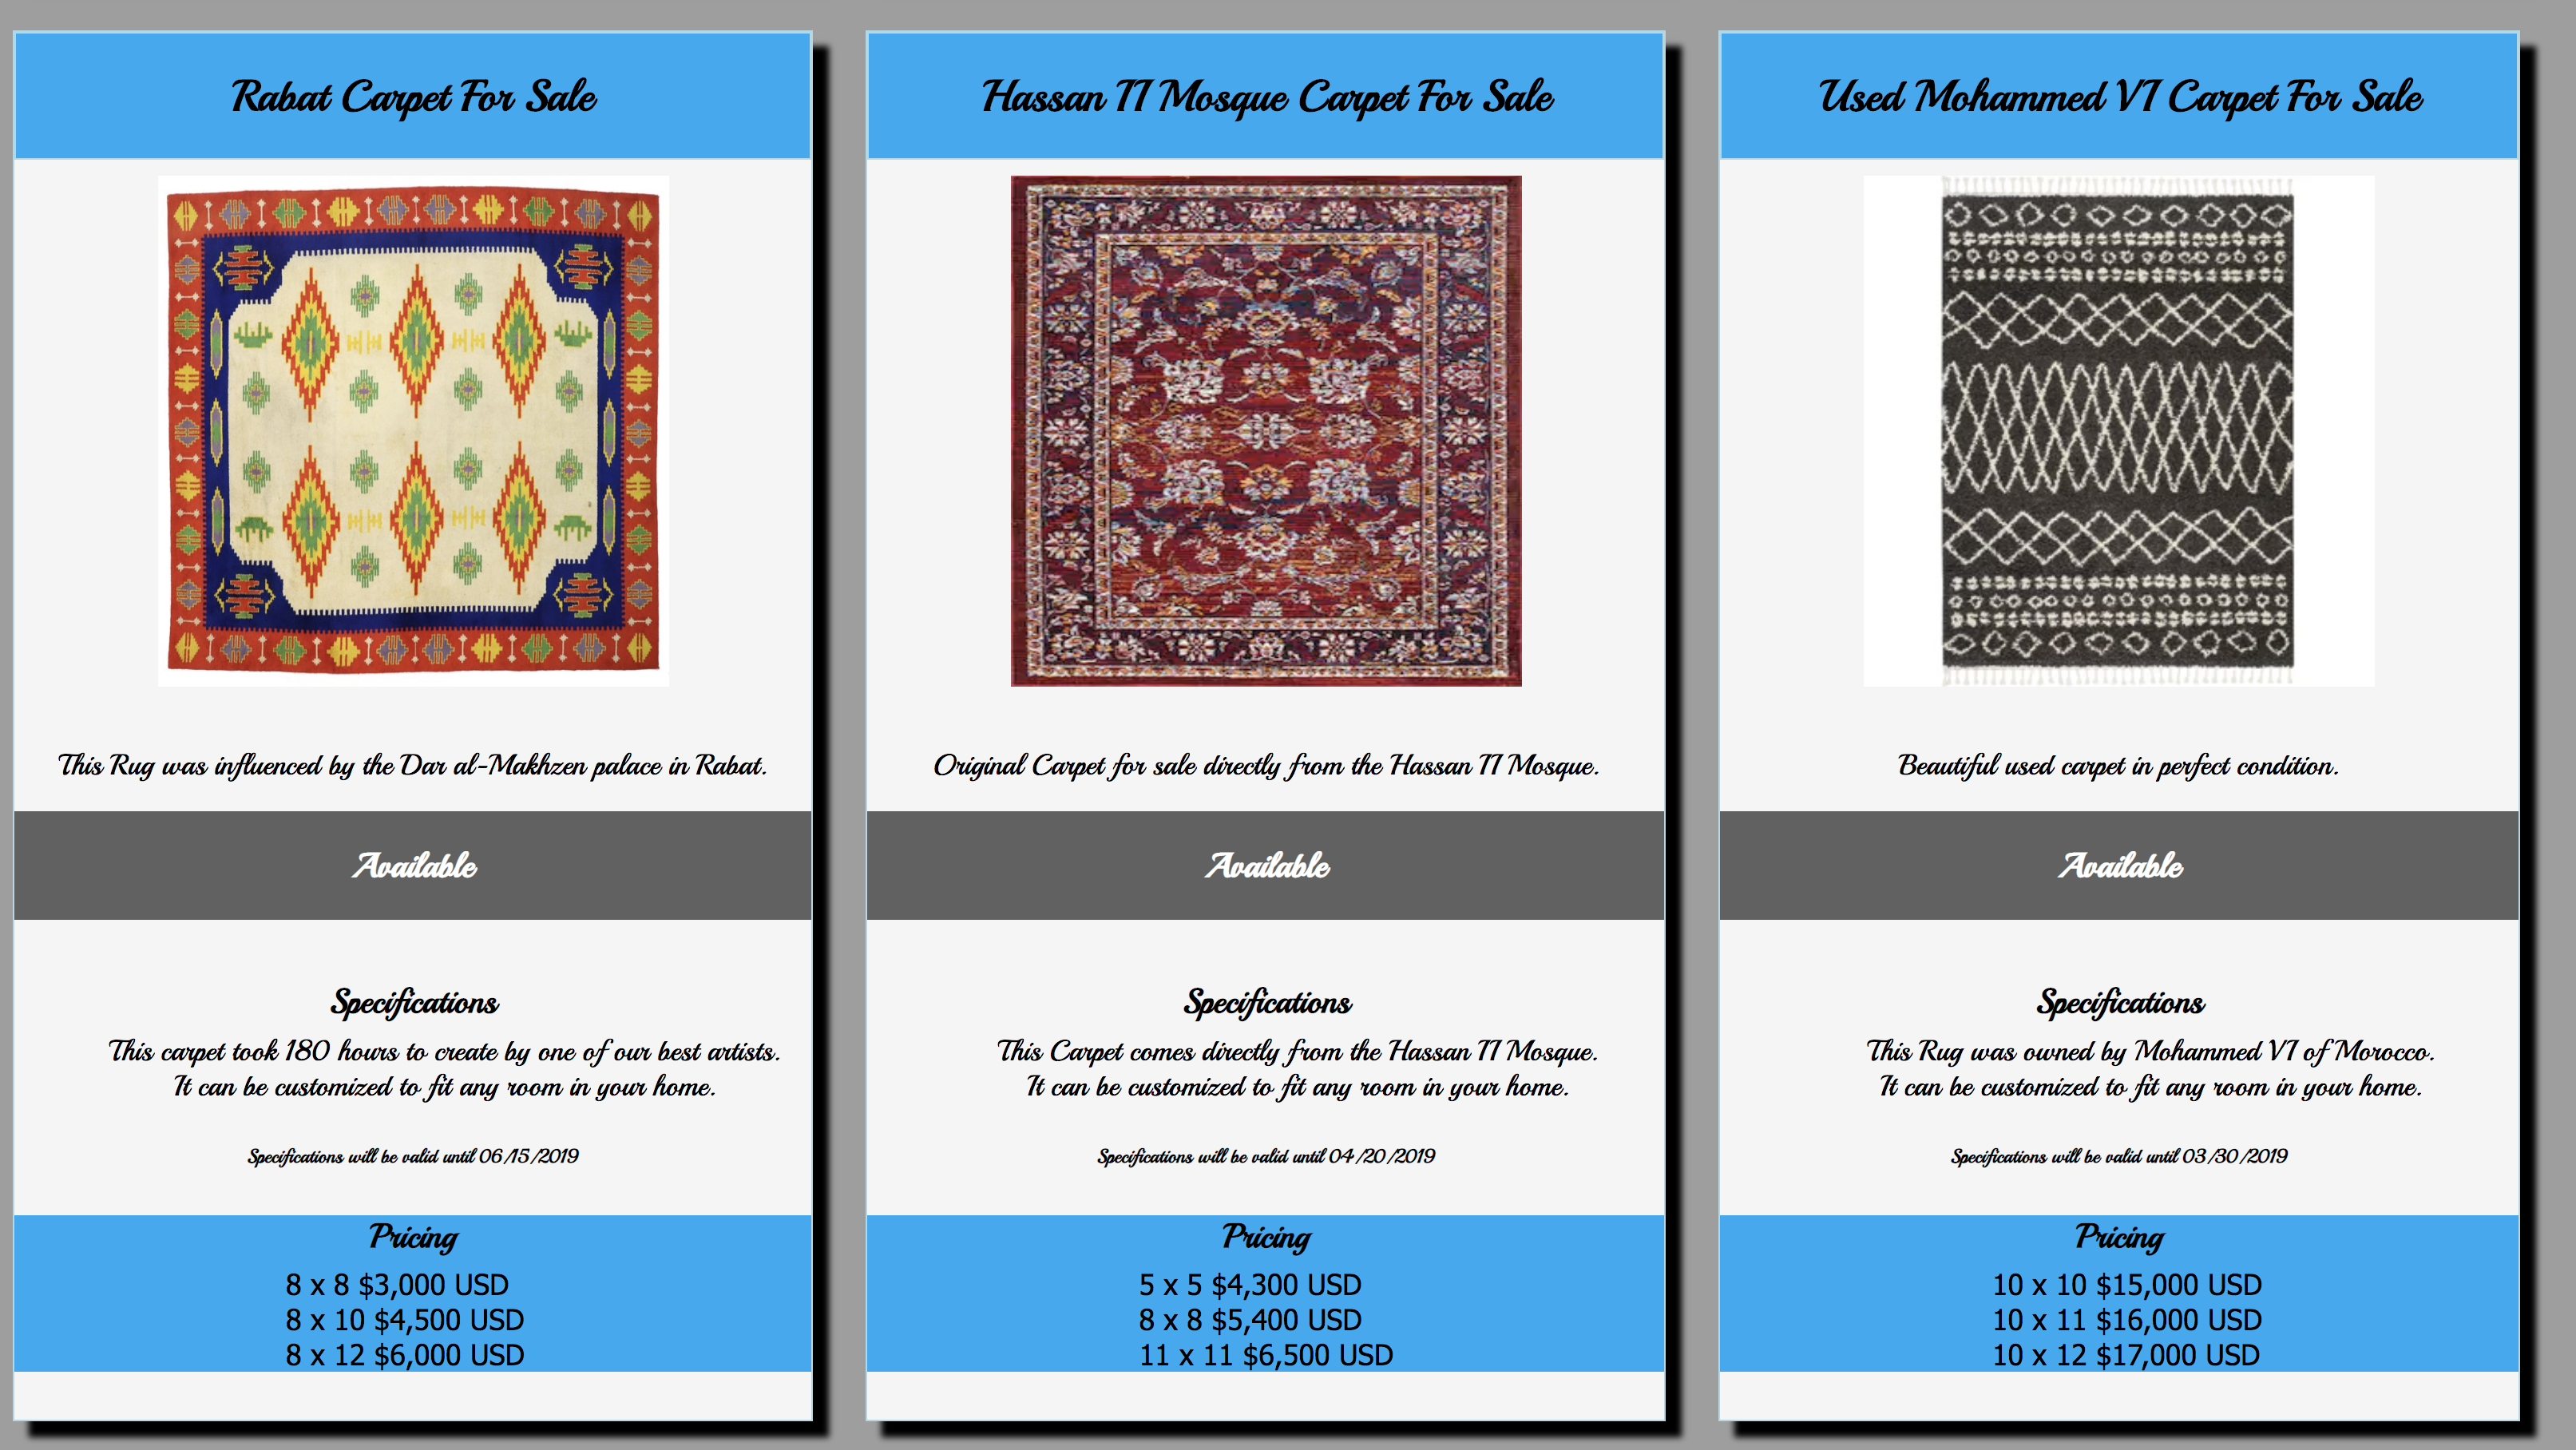 Rabat Carpet For Sale
This Rug was influenced by the Dar al-Makhzen palace in Rabat.
Available
Specifications
This carpet took 180 hours to create by one of our best artists.
It can be customized to fit any room in your home.
Specifications will be valid until 06/15/2019
Pricing
8 x 8 $3,000 USD
8 x 10 $4,500 USD
8 x 12 $6,000 USD
Hassan II Mosque Carpet For Sale
Original Carpet for sale directly from the Hassan II Mosque.
Available
Specifications
This Carpet comes directly from the Hassan II Mosque.
It can be customized to fit any room in your home.
Specifications will be valid until 04/20/2019
Pricing
5 x 5 $4,300 USD
8 x 8 $5,400 USD
11 x 11 $6,500 USD
Used Mohammed VI Carpet For Sale
Beautiful used carpet in perfect condition.
Available
Specifications
This Rug was owned by Mohammed VI of Morocco.
It can be customized to fit any room in your home.
Specifications will be valid until 03/30/2019
Pricing
10 x 10 $15,000 USD
10 x 11 $16,000 USD
10 x 12 $17,000 USD